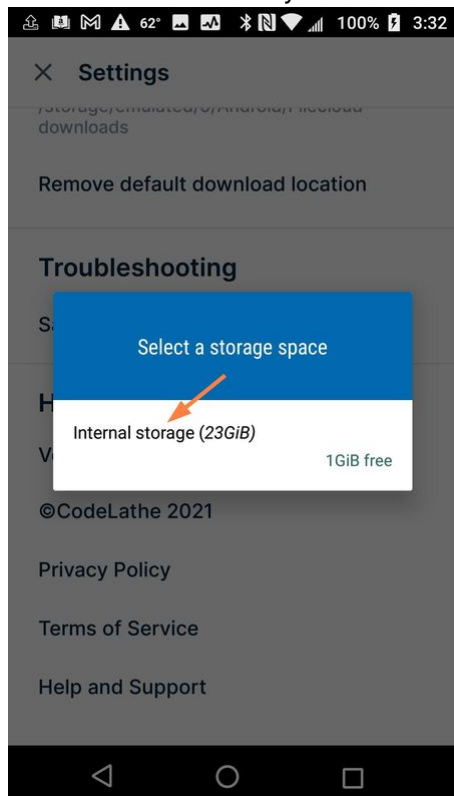 62° 100% 3:32
Settings
downloads
Remove default download location
Troubleshooting
Select a storage space
Internal storage (23GiB)
1GiB free
©CodeLathe 2021
Privacy Policy
Terms of Service
Help and Support